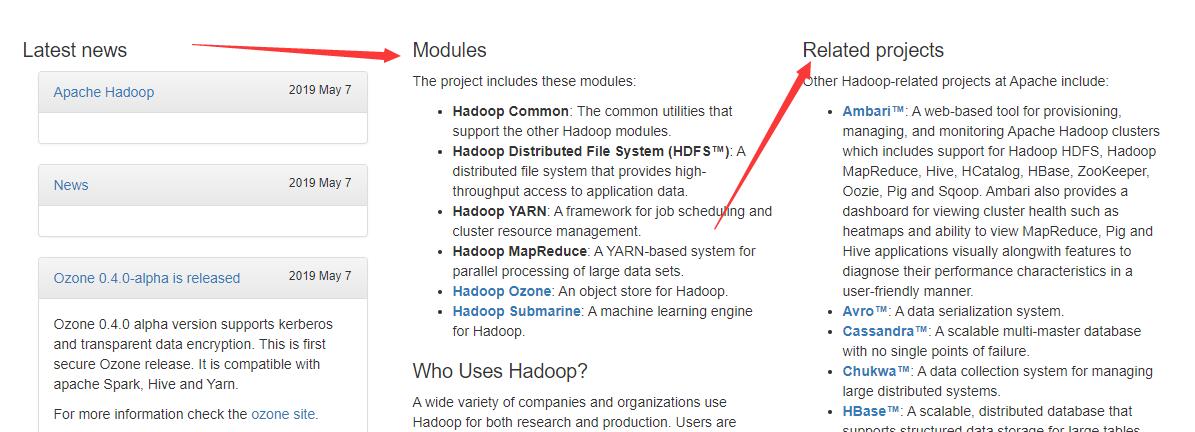 Latest news
Apache Hadoop 2019 May 7
News 2019 May 7
Ozone 0.4.0-alpha is released 2019 May 7
Ozone 0.4.0 alpha version supports kerberos
and transparent data encryption. This is first
secure Ozone release. It is compatible with
apache Spark, Hive and Yarn.
For more information check the ozone site.
Modules
The project includes these modules:
• Hadoop Common: The common utilities that
support the other Hadoop modules.
• Hadoop Distributed File System (HDFS™): A
distributed file system that provides high-
throughput access to application data.
• Hadoop YARN: A framework for job scheduling and
cluster resource management.
• Hadoop MapReduce: A YARN-based system for
parallel processing of large data sets.
• Hadoop Ozone: An object store for Hadoop.
• Hadoop Submarine: A machine learning engine
for Hadoop.
Who Uses Hadoop?
A wide variety of companies and organizations use
Hadoop for both research and production. Users are
Related projects
Other Hadoop-related projects at Apache include:
• Ambari™: A web-based tool for provisioning,
managing, and monitoring Apache Hadoop clusters
which includes support for Hadoop HDFS, Hadoop
MapReduce, Hive, HCatalog, HBase, ZooKeeper,
Oozie, Pig and Sqoop. Ambari also provides a
dashboard for viewing cluster health such as
heatmaps and ability to view MapReduce, Pig and
Hive applications visually alongwith features to
diagnose their performance characteristics in a
user-friendly manner.
• Avro™: A data serialization system.
• Cassandra™: A scalable multi-master database
with no single points of failure.
• Chukwa™: A data collection system for managing
large distributed systems.
• HBase™: A scalable, distributed database that
supports structured data storage for large tables.